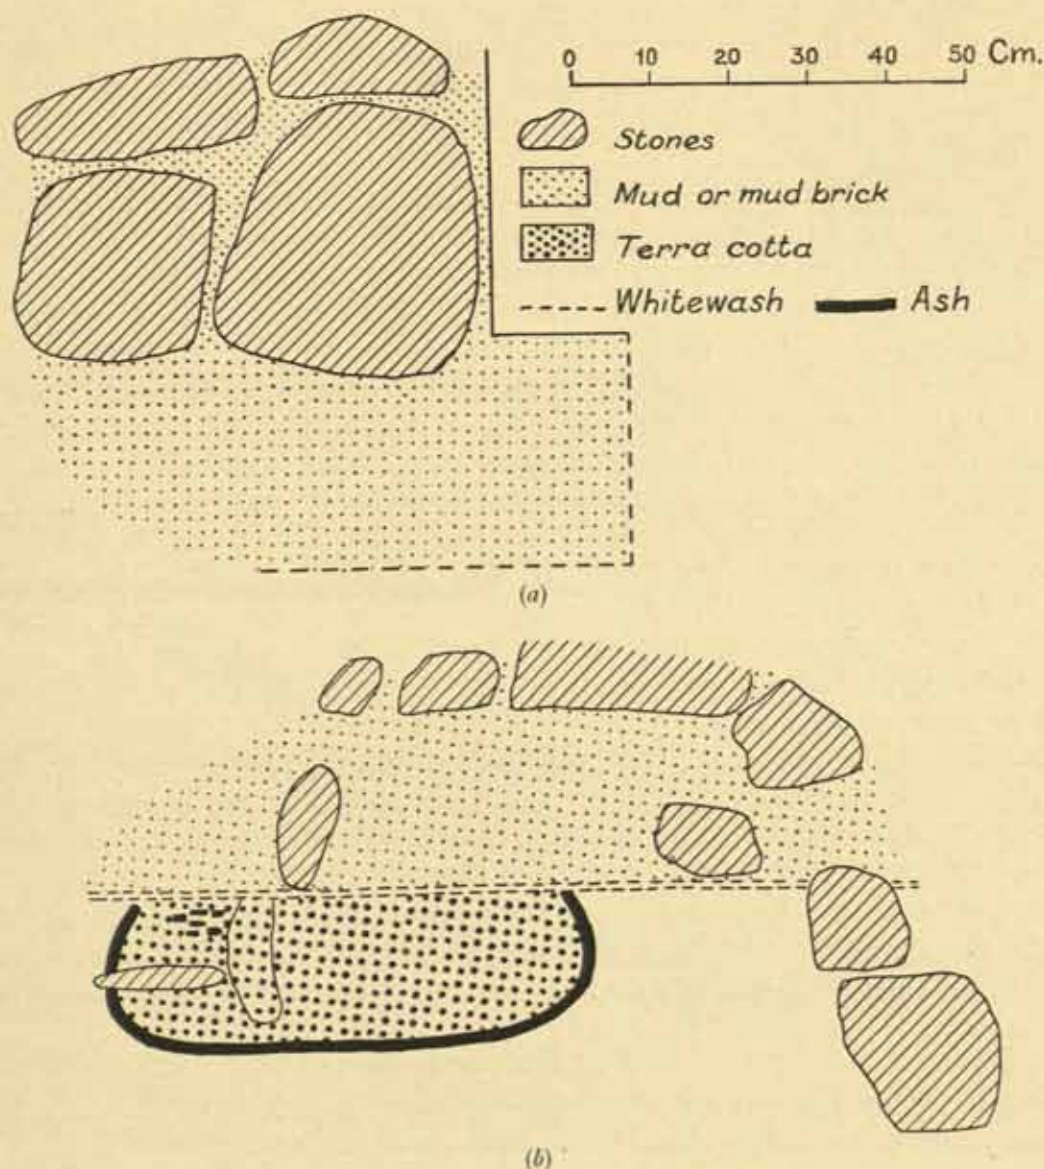 0 10 20 30 40 50 Cm.
Stones
Mud or mud brick
Terra cotta
Whitewash Ash
(a)
(b)